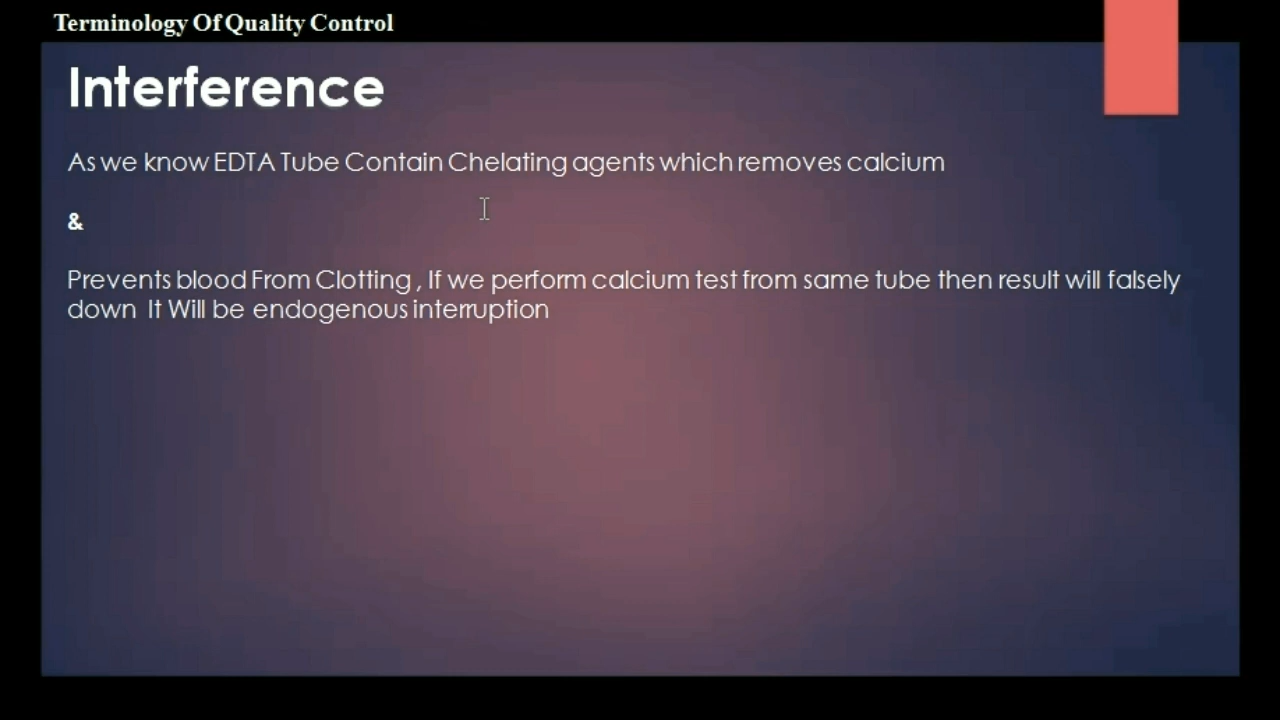 Terminology Of Quality Control
Interference
As we know EDTA Tube Contain Chelating agents which removes calcium
&
Prevents blood From Clotting , If we perform calcium test from same tube then result will falsely
down It Will be endogenous interruption